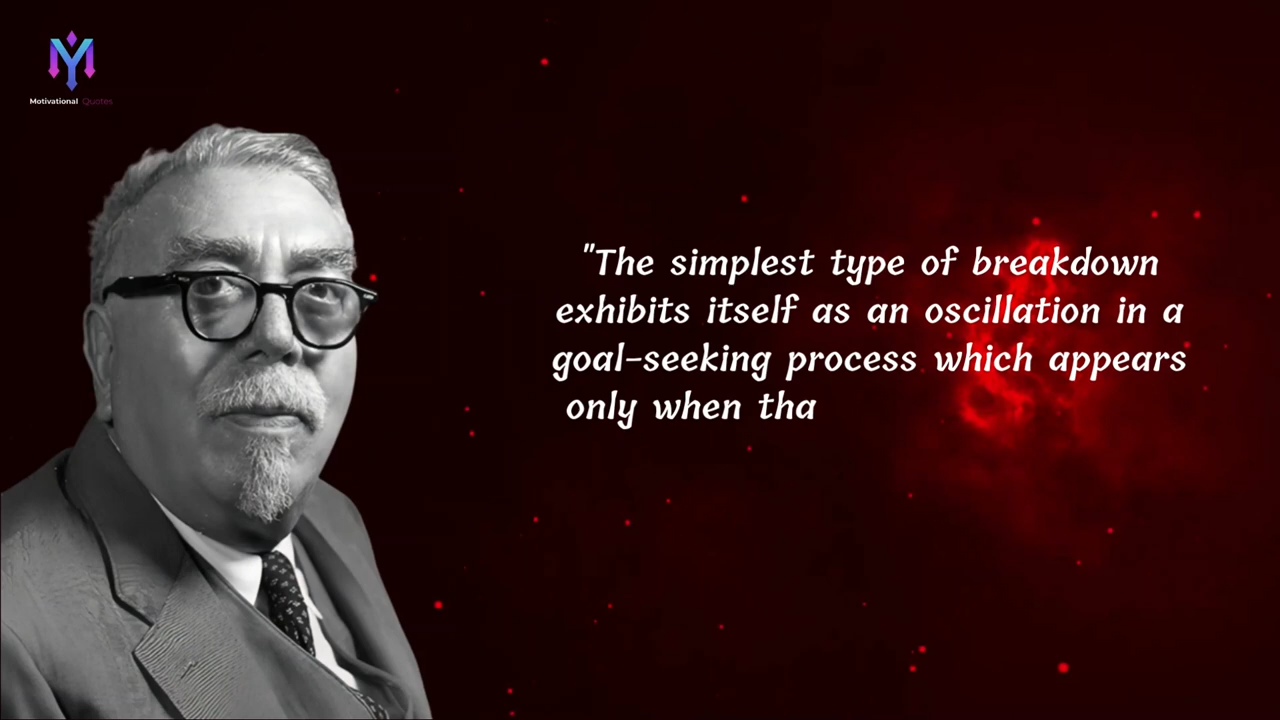 Motivational Quotes
"The simplest type of breakdown
exhibits itself as an oscillation in a
goal-seeking process which appears
only when tha